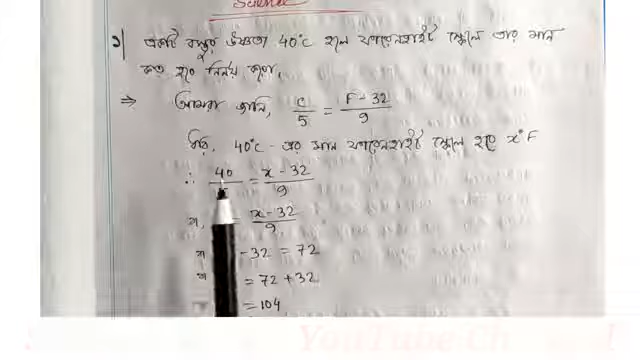 Science
১) একটি বস্তুর উষ্ণতা 40°C হলে ফারেনহাইট স্কেলে তার মান
কত হবে নির্ণয় করো।
⇒ আমরা জানি, C/5 = F-32/9
ধরি, 40°C-এর মান ফারেনহাইট স্কেলে হবে x°F
∴ 40 = x-32/9
বা, = x-32/9
বা -32 = 72
বা = 72+32
= 104
YouTube